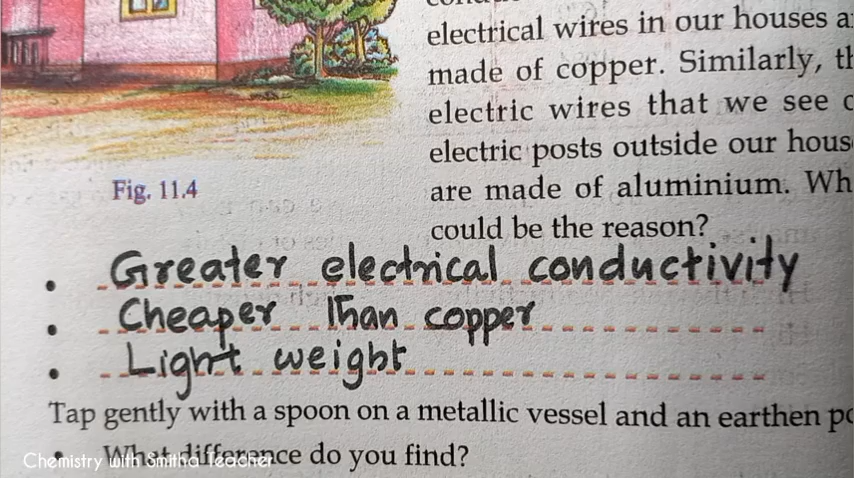 electrical wires in our houses a
made of copper. Similarly, th
electric wires that we see o
electric posts outside our hous
are made of aluminium. Wh
could be the reason?
Fig. 11.4
• Greater electrical conductivity
• Cheaper than copper
• Light weight
Tap gently with a spoon on a metallic vessel and an earthen po
• What difference do you find?
Chemistry with Smitha Teacher